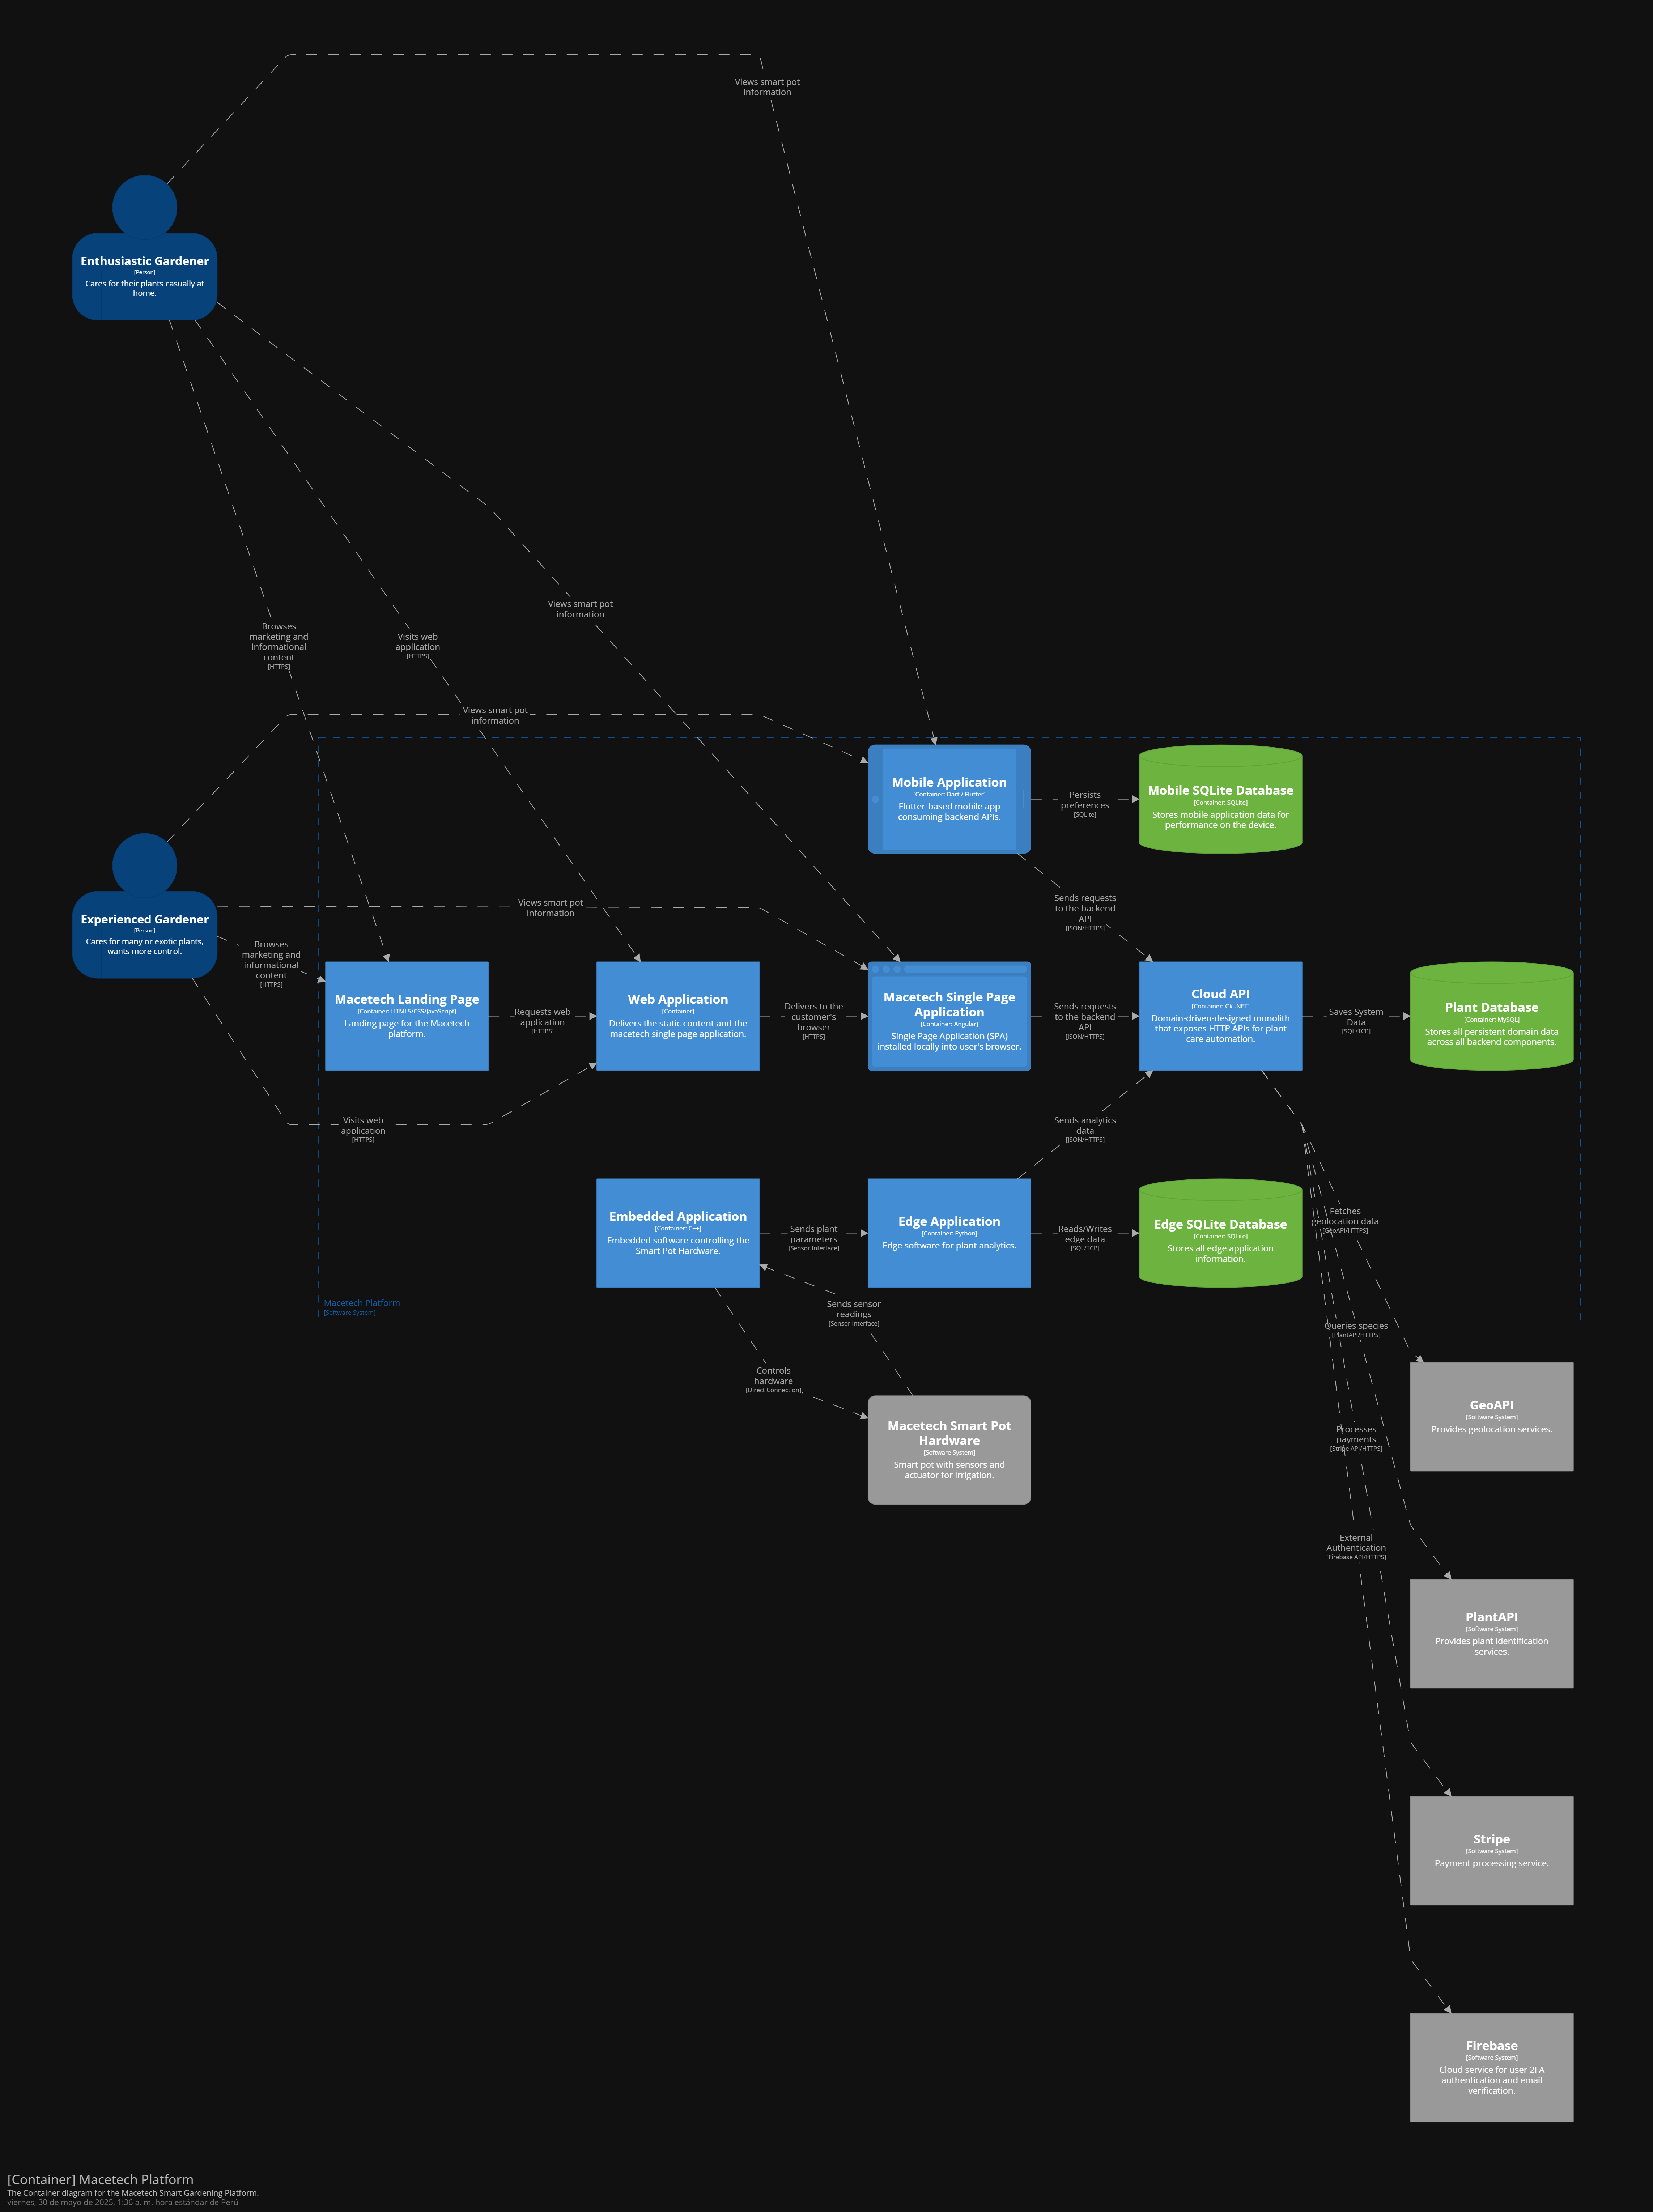 Views smart pot
information
Enthusiastic Gardener
[Person]
Cares for their plants casually at
home.
Views smart pot
information
Browses
marketing and
informational
content
[HTTPS]
Visits web
application
[HTTPS]
Views smart pot
information
Mobile Application
[Container: Dart / Flutter]
Flutter-based mobile app
consuming backend APIs.
Persists
preferences
[SQLite]
Mobile SQLite Database
[Container: SQLite]
Stores mobile application data for
performance on the device.
Experienced Gardener
[Person]
Cares for many or exotic plants,
wants more control.
Views smart pot
information
Sends requests
to the backend
API
[JSON/HTTPS]
Browses
marketing and
informational
content
[HTTPS]
Macetech Landing Page
[Container: HTML5/CSS/JavaScript]
Landing page for the Macetech
platform.
Requests web
application
[HTTPS]
Web Application
[Container]
Delivers the static content and the
macetech single page application.
Delivers to the
customer's
browser
[HTTPS]
Macetech Single Page
Application
[Container: Angular]
Single Page Application (SPA)
installed locally into user's browser.
Sends requests
to the backend
API
[JSON/HTTPS]
Cloud API
[Container: C# .NET]
Domain-driven-designed monolith
that exposes HTTP APIs for plant
care automation.
Saves System
Data
[SQL/TCP]
Plant Database
[Container: MySQL]
Stores all persistent domain data
across all backend components.
Visits web
application
[HTTPS]
Sends analytics
data
[JSON/HTTPS]
Embedded Application
[Container: C++]
Embedded software controlling the
Smart Pot Hardware.
Sends plant
parameters
[Sensor Interface]
Edge Application
[Container: Python]
Edge software for plant analytics.
Reads/Writes
edge data
[SQL/TCP]
Edge SQLite Database
[Container: SQLite]
Stores all edge application
information.
Fetches
geolocation data
[GeoAPI/HTTPS]
Macetech Platform
[Software System]
Sends sensor
readings
[Sensor Interface]
Queries species
[PlantAPI/HTTPS]
Controls
hardware
[Direct Connection]
Macetech Smart Pot
Hardware
[Software System]
Smart pot with sensors and
actuator for irrigation.
GeoAPI
[Software System]
Provides geolocation services.
Processes
payments
[Stripe API/HTTPS]
External
Authentication
[Firebase API/HTTPS]
PlantAPI
[Software System]
Provides plant identification
services.
Stripe
[Software System]
Payment processing service.
Firebase
[Software System]
Cloud service for user 2FA
authentication and email
verification.
[Container] Macetech Platform
The Container diagram for the Macetech Smart Gardening Platform.
viernes, 30 de mayo de 2025, 1:36 a. m. hora estándar de Perú